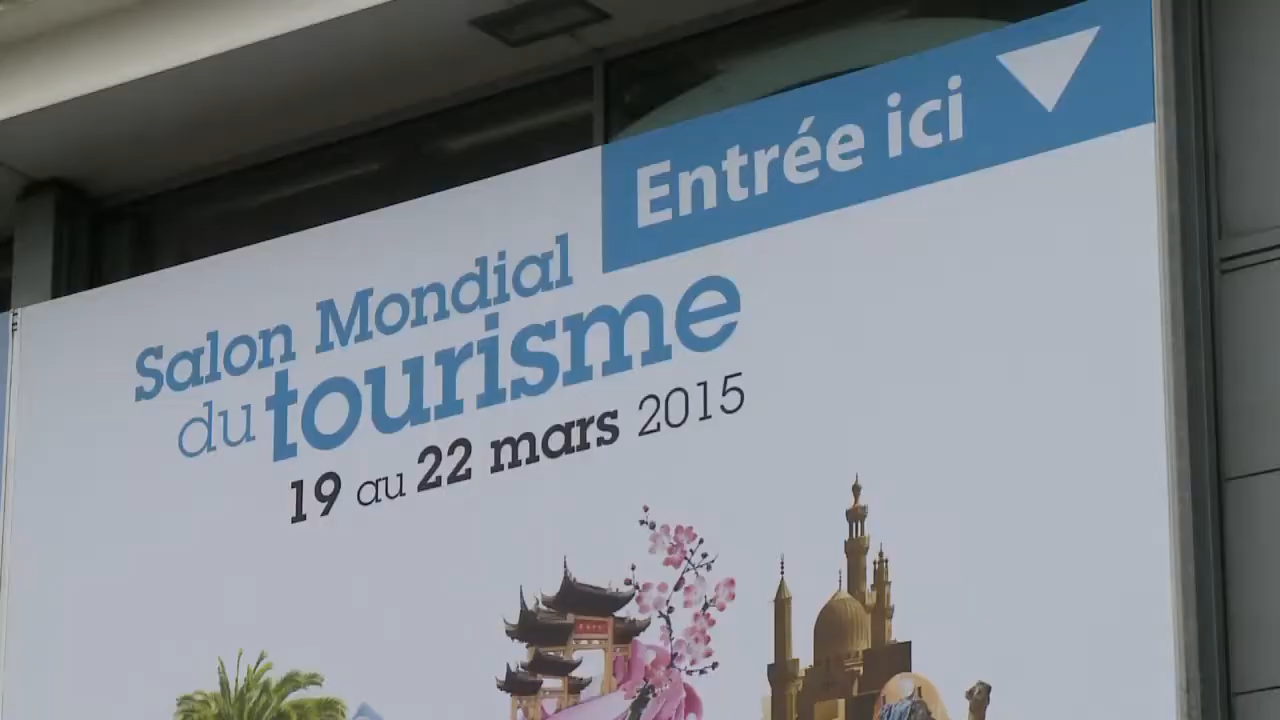 Entrée ici
Salon Mondial
du tourisme
19 au 22 mars 2015